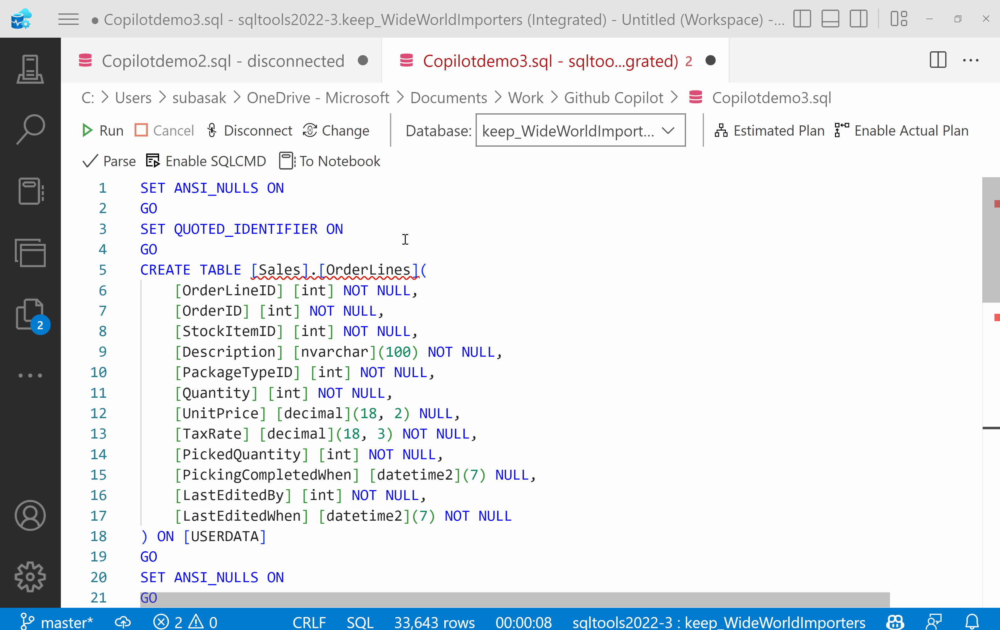 ● Copilotdemo3.sql - sqltools2022-3.keep_WideWorldImporters (Integrated) - Untitled (Workspace) -...
Copilotdemo2.sql - disconnected
Copilotdemo3.sql - sqltoo...grated) 2
C: > Users > subasak > OneDrive - Microsoft > Documents > Work > Github Copilot > Copilotdemo3.sql
Run Cancel Disconnect Change Database: keep_WideWorldImport... Estimated Plan Enable Actual Plan
Parse Enable SQLCMD To Notebook
1 SET ANSI_NULLS ON
2 GO
3 SET QUOTED_IDENTIFIER ON
4 GO
5 CREATE TABLE [Sales].[OrderLines](
6 [OrderLineID] [int] NOT NULL,
7 [OrderID] [int] NOT NULL,
8 [StockItemID] [int] NOT NULL,
9 [Description] [nvarchar](100) NOT NULL,
10 [PackageTypeID] [int] NOT NULL,
11 [Quantity] [int] NOT NULL,
12 [UnitPrice] [decimal](18, 2) NULL,
13 [TaxRate] [decimal](18, 3) NOT NULL,
14 [PickedQuantity] [int] NOT NULL,
15 [PickingCompletedWhen] [datetime2](7) NULL,
16 [LastEditedBy] [int] NOT NULL,
17 [LastEditedWhen] [datetime2](7) NOT NULL
18 ) ON [USERDATA]
19 GO
20 SET ANSI_NULLS ON
21 GO
2
master* 2 0 CRLF SQL 33,643 rows 00:00:08 sqltools2022-3 : keep_WideWorldImporters